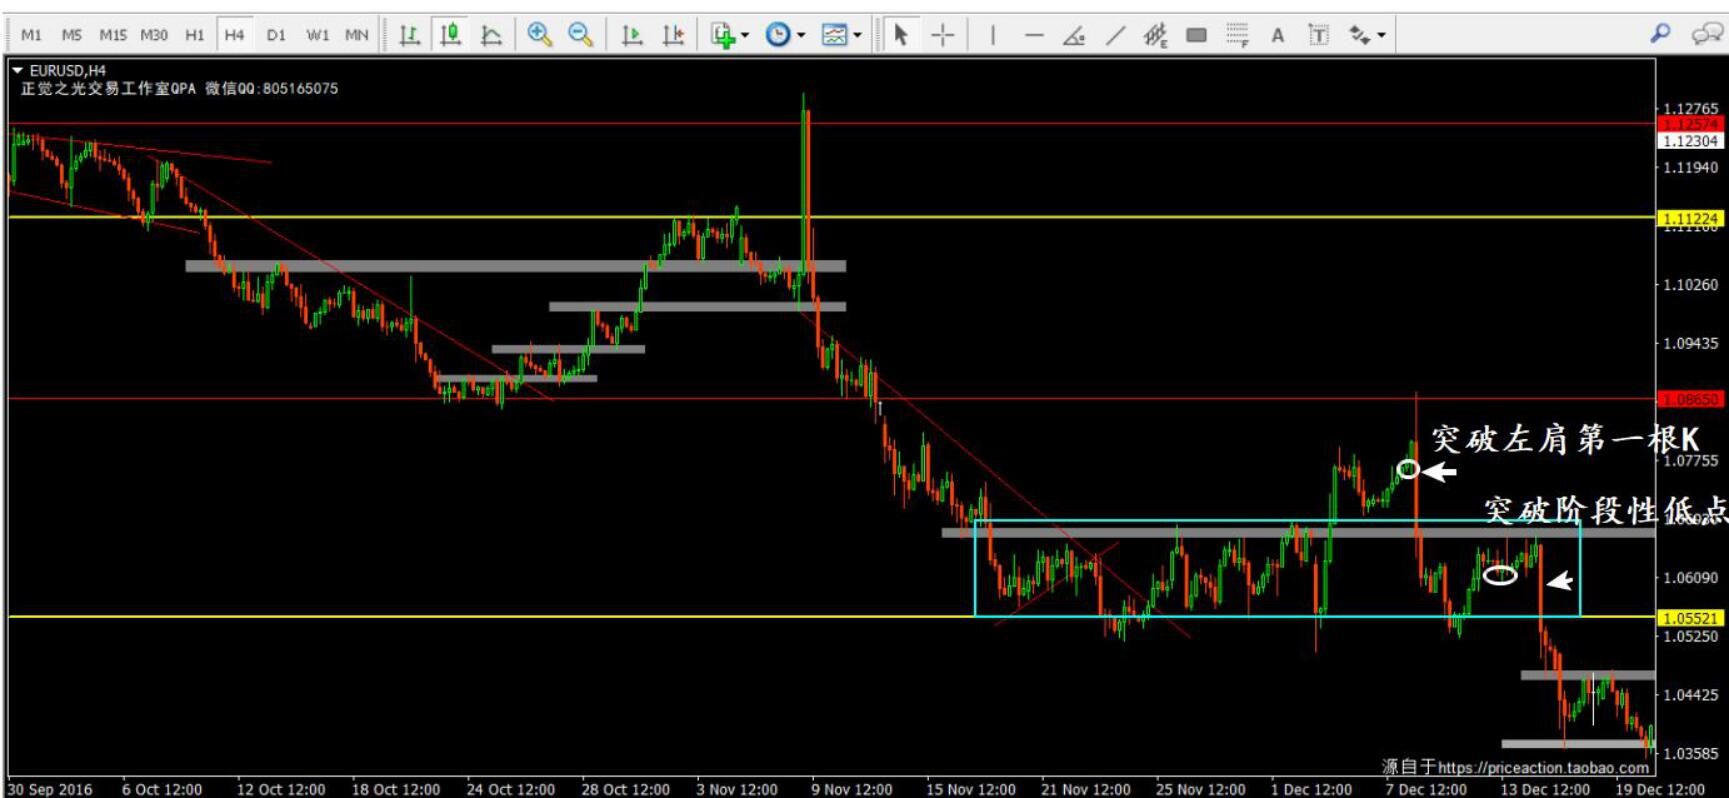 M1 M5 M15 M30 H1 H4 D1 W1 MN
E F A T
EURUSD,H4
正觉之光交易工作室QPA 微信QQ:805165075
1.12765
1.12574
1.12304
1.11940
1.11224
1.10260
1.09435
1.08650
突破左肩第一根K
1.07755
突破阶段性低点
1.06090
1.05521
1.05250
1.04425
1.03585
源自于https://priceaction.taobao.com
30 Sep 2016 6 Oct 12:00 12 Oct 12:00 18 Oct 12:00 24 Oct 12:00 28 Oct 12:00 3 Nov 12:00 9 Nov 12:00 15 Nov 12:00 21 Nov 12:00 25 Nov 12:00 1 Dec 12:00 7 Dec 12:00 13 Dec 12:00 19 Dec 12:00